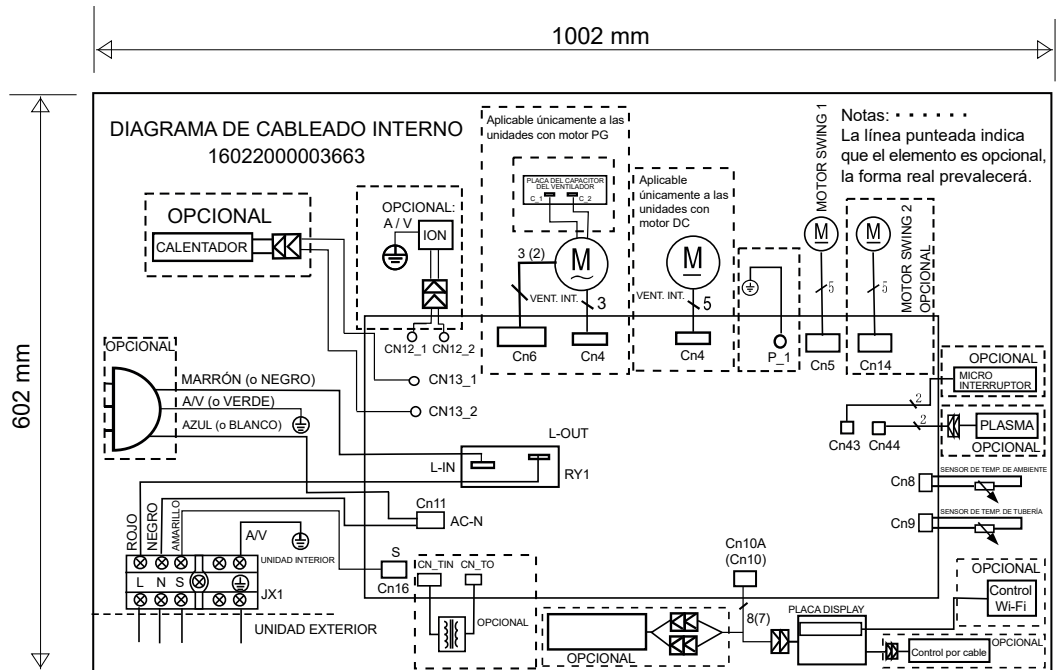 1002 mm
602 mm
DIAGRAMA DE CABLEADO INTERNO
16022000003663
Aplicable únicamente a las
unidades con motor PG
PLACA DEL CAPACITOR
DEL VENTILADOR
C_1
C_2
3 (2)
M
VENT. INT.
3
Cn6
Cn4
Aplicable
únicamente a las
unidades con
motor DC
M
VENT. INT.
5
Cn4
P_1
MOTOR SWING 1
M
5
Cn5
Notas: · · · · · ·
La línea punteada indica
que el elemento es opcional,
la forma real prevalecerá.
M
5
Cn14
MOTOR SWING 2
OPCIONAL
OPCIONAL
CALENTADOR
OPCIONAL:
A / V
ION
CN12_1
CN12_2
CN13_1
CN13_2
OPCIONAL
MARRÓN (o NEGRO)
A/V (o VERDE)
AZUL (o BLANCO)
L-OUT
L-IN
RY1
Cn11
AC-N
OPCIONAL
MICRO
INTERRUPTOR
2
2
Cn43
Cn44
PLASMA
OPCIONAL
SENSOR DE TEMP. DE AMBIENTE
Cn8
SENSOR DE TEMP. DE TUBERÍA
Cn9
ROJO
NEGRO
AMARILLO
A/V
UNIDAD INTERIOR
L N S
JX1
UNIDAD EXTERIOR
S
Cn16
CN_TIN
CN_TO
OPCIONAL
Cn10A
(Cn10)
8(7)
OPCIONAL
PLACA DISPLAY
OPCIONAL
Control
Wi-Fi
OPCIONAL
Control por cable